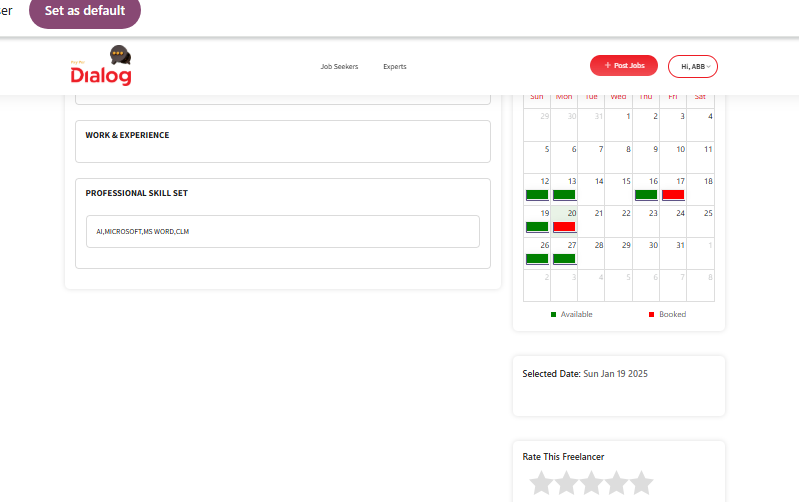 ser
Set as default
Dialog
Job Seekers
Experts
+ Post Jobs
Hi, ABB
Sun Mon Tue Wed Thu Fri Sat
29 30 31 1 2 3 4
5 6 7 8 9 10 11
12 13 14 15 16 17 18
19 20 21 22 23 24 25
26 27 28 29 30 31 1
2 3 4 5 6 7 8
Available
Booked
WORK & EXPERIENCE
PROFESSIONAL SKILL SET
AI,MICROSOFT,MS WORD,CLM
Selected Date: Sun Jan 19 2025
Rate This Freelancer